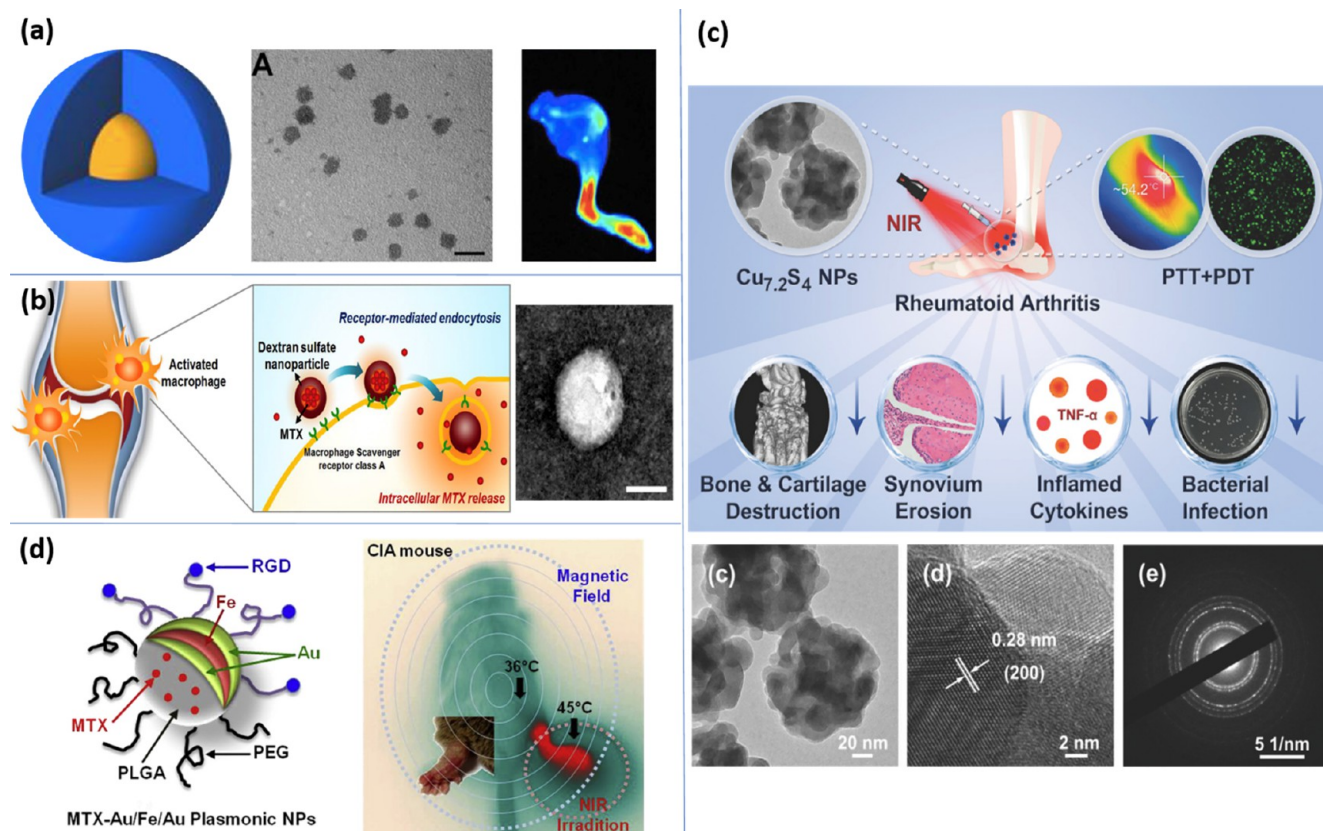 (a)
A
(b)
Activated
macrophage
Receptor-mediated endocytosis
Dextran sulfate
nanoparticle
MTX
Macrophage Scavenger
receptor class A
Intracellular MTX release
(d)
RGD
Fe
Au
MTX
PLGA
PEG
MTX-Au/Fe/Au Plasmonic NPs
CIA mouse
Magnetic
Field
36°C
45°C
NIR
Irradition
(c)
NIR
~54.2°C
Cu7.2S4 NPs
PTT+PDT
Rheumatoid Arthritis
TNF-α
Bone & Cartilage
Destruction
Synovium
Erosion
Inflamed
Cytokines
Bacterial
Infection
(c)
20 nm
(d)
0.28 nm
(200)
2 nm
(e)
5 1/nm